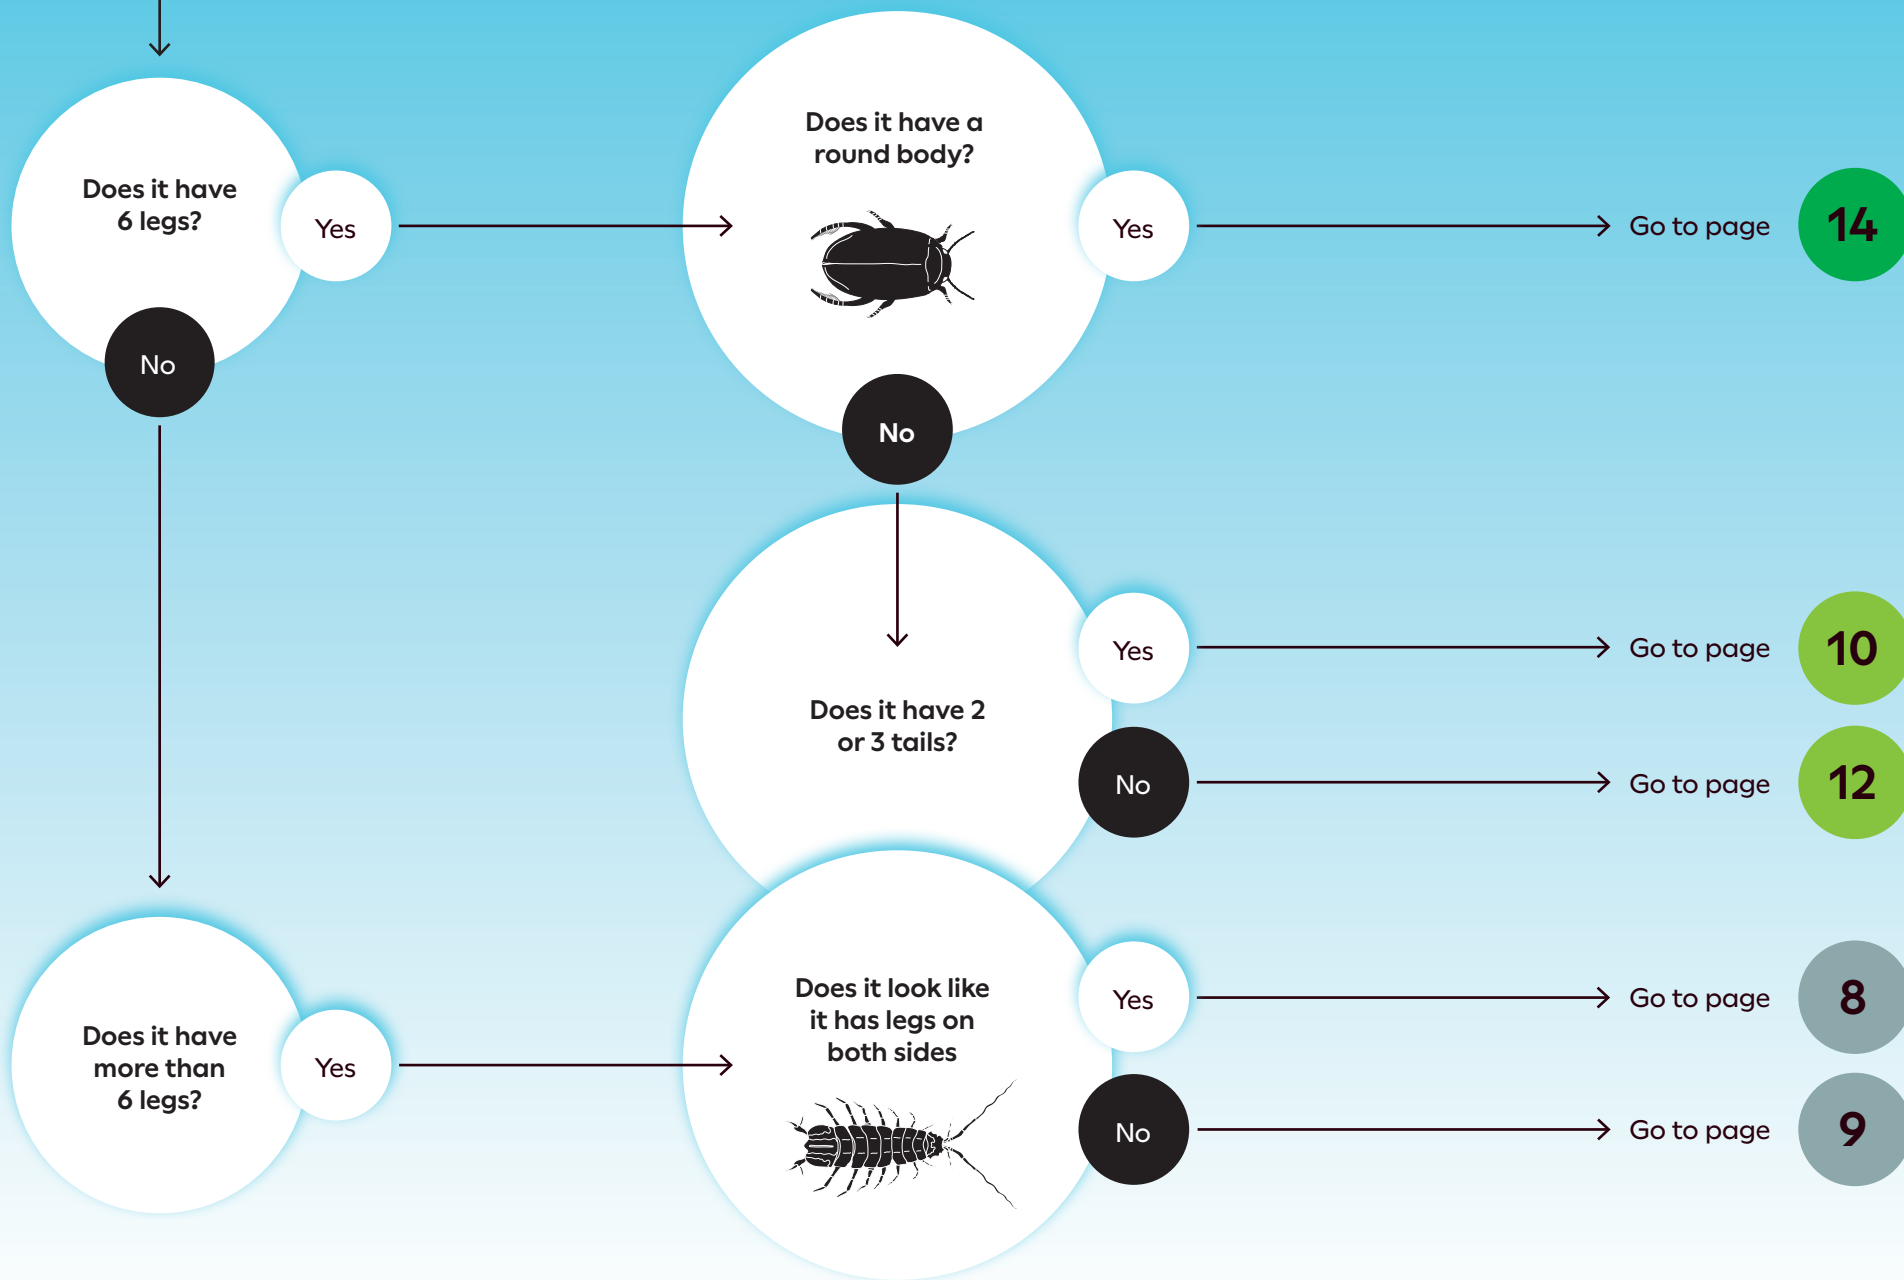 Does it have
6 legs?
Yes
No
Does it have a
round body?
Yes
Go to page
14
No
Does it have 2
or 3 tails?
Yes
Go to page
10
No
Go to page
12
Does it have
more than
6 legs?
Yes
Does it look like
it has legs on
both sides
Yes
Go to page
8
No
Go to page
9